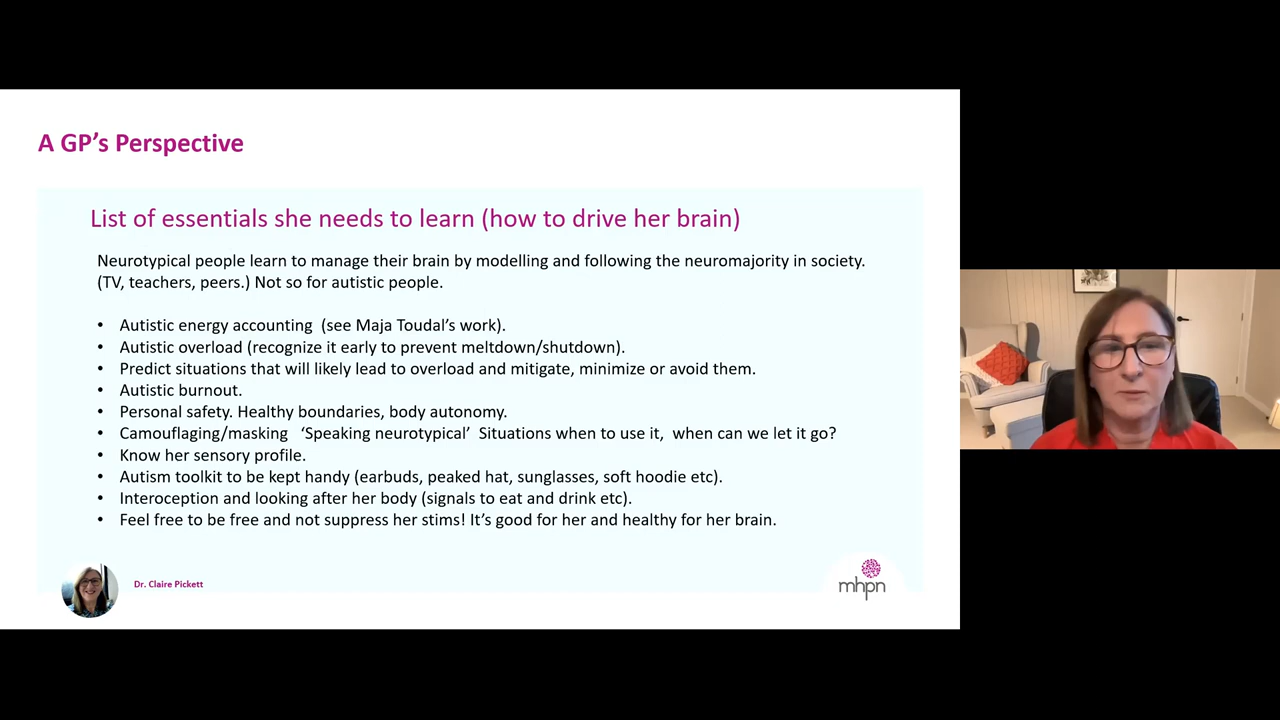 A GP’s Perspective
List of essentials she needs to learn (how to drive her brain)
Neurotypical people learn to manage their brain by modelling and following the neuromajority in society.
(TV, teachers, peers.) Not so for autistic people.
• Autistic energy accounting (see Maja Toudal’s work).
• Autistic overload (recognize it early to prevent meltdown/shutdown).
• Predict situations that will likely lead to overload and mitigate, minimize or avoid them.
• Autistic burnout.
• Personal safety. Healthy boundaries, body autonomy.
• Camouflaging/masking ‘Speaking neurotypical’ Situations when to use it, when can we let it go?
• Know her sensory profile.
• Autism toolkit to be kept handy (earbuds, peaked hat, sunglasses, soft hoodie etc).
• Interoception and looking after her body (signals to eat and drink etc).
• Feel free to be free and not suppress her stims! It’s good for her and healthy for her brain.
Dr. Claire Pickett
mhpn